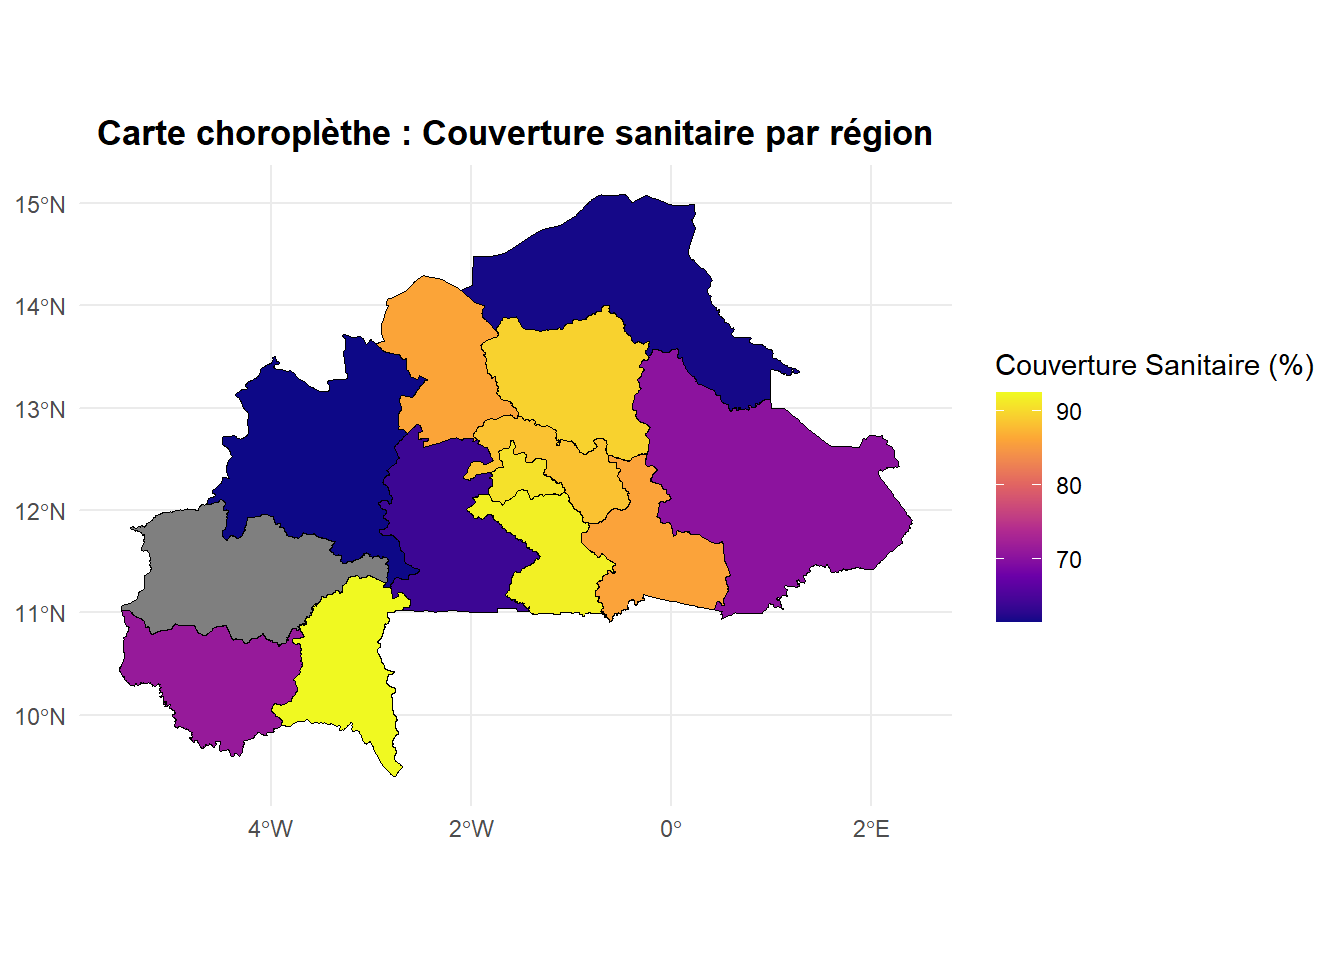 Carte choroplèthe : Couverture sanitaire par région
15°N
14°N
13°N
12°N
11°N
10°N
4°W
2°W
0°
2°E
Couverture Sanitaire (%)
90
80
70